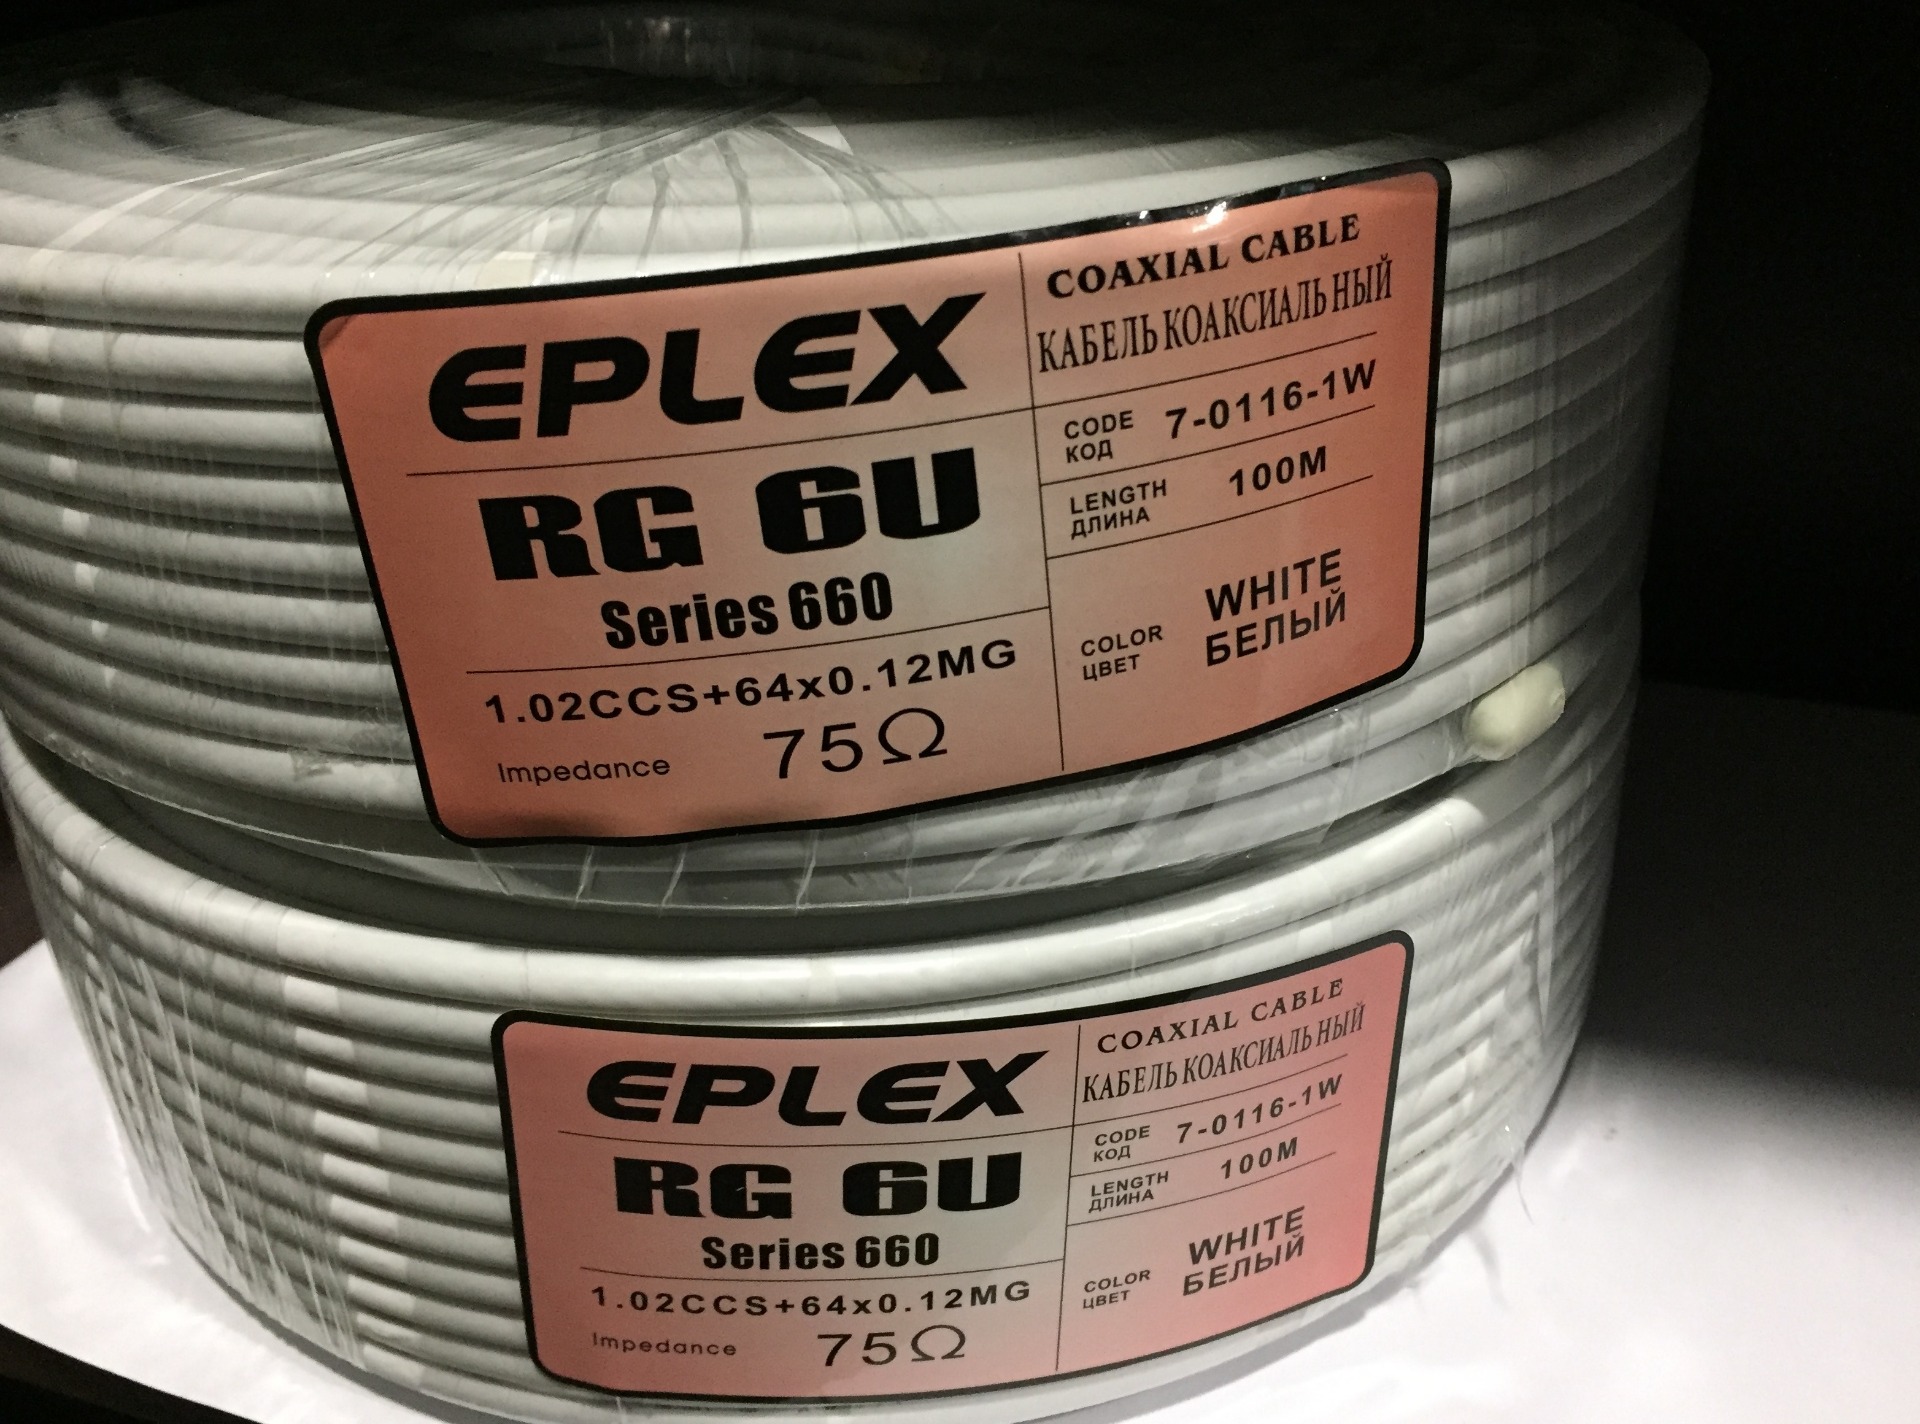 EPLEX
RG 6U
Series 660
1.02CCS+64x0.12MG
Impedance 75Ω
COAXIAL CABLE
КАБЕЛЬ КОАКСИАЛЬНЫЙ
CODE
КОД
7-0116-1W
LENGTH
ДЛИНА
100M
COLOR
ЦВЕТ
WHITE
БЕЛЫЙ
EPLEX
RG 6U
Series 660
1.02CCS+64x0.12MG
Impedance 75Ω
COAXIAL CABLE
КАБЕЛЬ КОАКСИАЛЬНЫЙ
CODE
КОД
7-0116-1W
LENGTH
ДЛИНА
100M
COLOR
ЦВЕТ
WHITE
БЕЛЫЙ